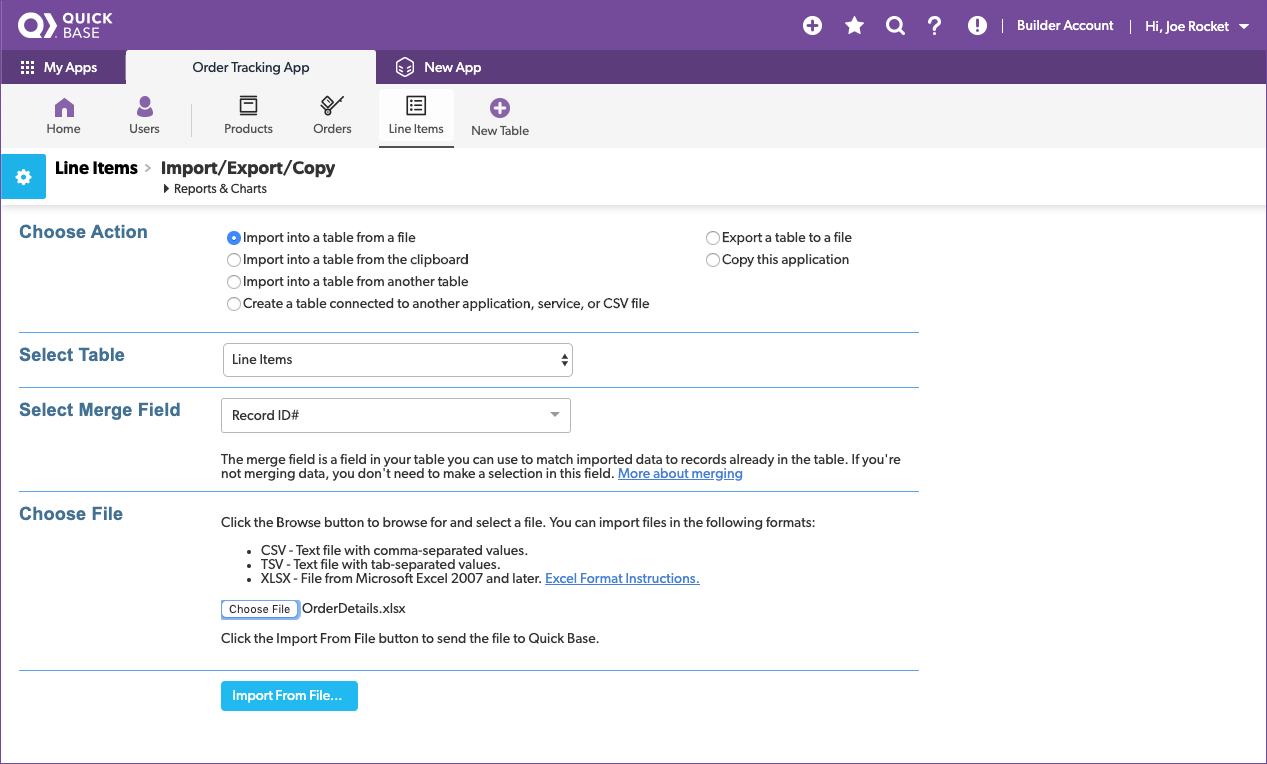 QUICK
BASE
Builder Account
Hi, Joe Rocket
My Apps
Order Tracking App
New App
Home
Users
Products
Orders
Line Items
New Table
Line Items > Import/Export/Copy
Reports & Charts
Choose Action
Import into a table from a file
Import into a table from the clipboard
Import into a table from another table
Create a table connected to another application, service, or CSV file
Export a table to a file
Copy this application
Select Table
Line Items
Select Merge Field
Record ID#
The merge field is a field in your table you can use to match imported data to records already in the table. If you're
not merging data, you don't need to make a selection in this field. More about merging
Choose File
Click the Browse button to browse for and select a file. You can import files in the following formats:
• CSV - Text file with comma-separated values.
• TSV - Text file with tab-separated values.
• XLSX - File from Microsoft Excel 2007 and later. Excel Format Instructions.
Choose File OrderDetails.xlsx
Click the Import From File button to send the file to Quick Base.
Import From File...